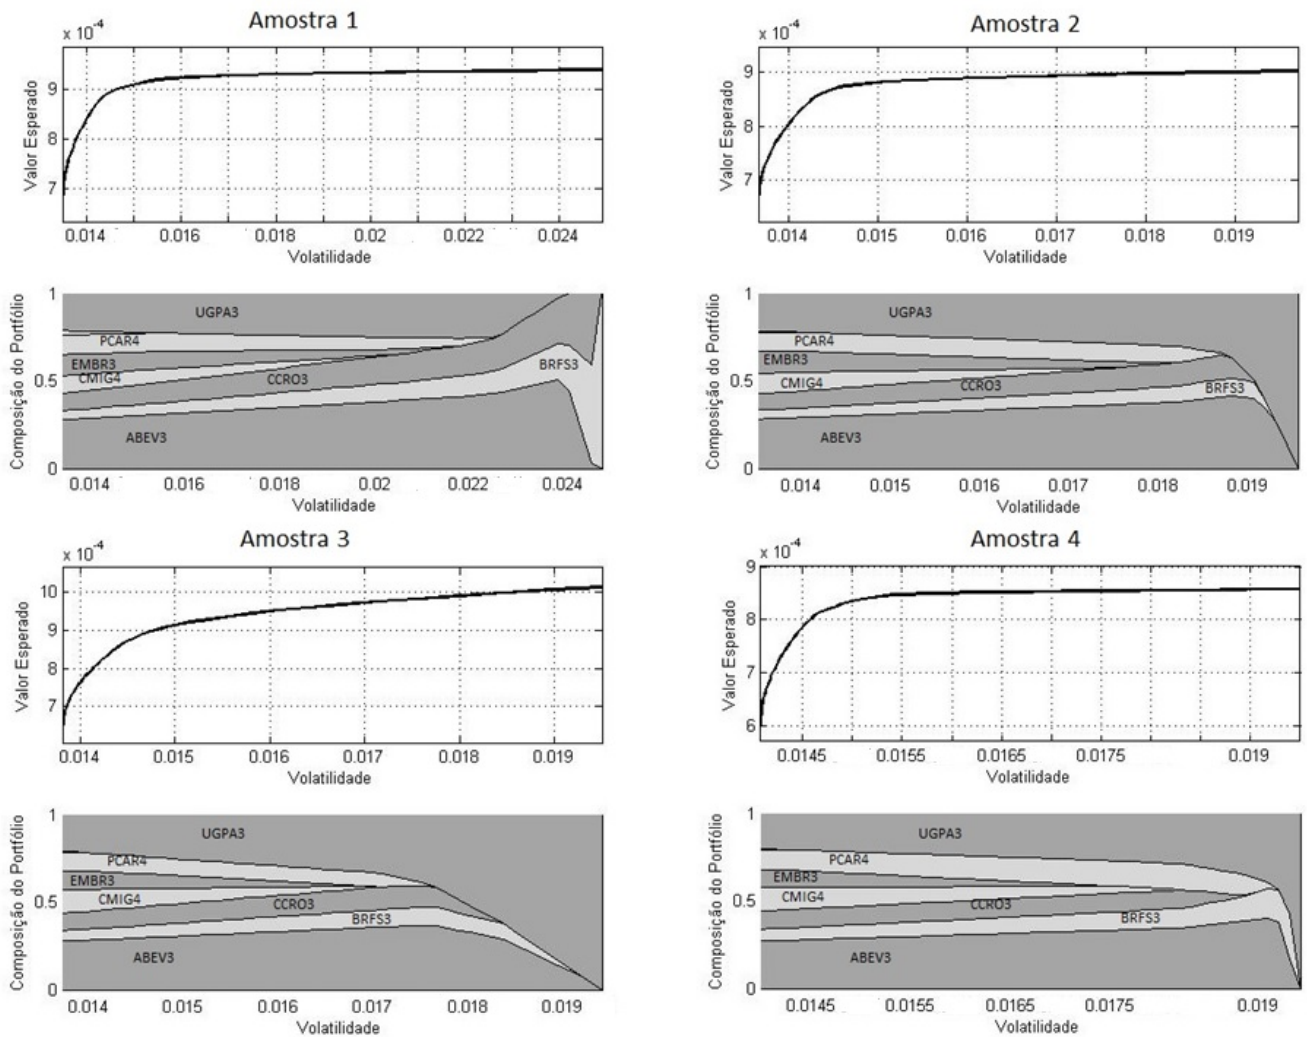 Amostra 1
x 10⁻⁴
Valor Esperado
9
8
7
0.014 0.016 0.018 0.02 0.022 0.024
Volatilidade
Composição do Portfólio
1
0.5
0
UGPA3
PCAR4
EMBR3
CMIG4
CCRO3
BRFS3
ABEV3
0.014 0.016 0.018 0.02 0.022 0.024
Volatilidade
Amostra 2
x 10⁻⁴
Valor Esperado
9
8
7
0.014 0.015 0.016 0.017 0.018 0.019
Volatilidade
Composição do Portfólio
1
0.5
0
UGPA3
PCAR4
EMBR3
CMIG4
CCRO3
BRFS3
ABEV3
0.014 0.015 0.016 0.017 0.018 0.019
Volatilidade
Amostra 3
x 10⁻⁴
Valor Esperado
10
9
8
7
0.014 0.015 0.016 0.017 0.018 0.019
Volatilidade
Composição do Portfólio
1
0.5
0
UGPA3
PCAR4
EMBR3
CMIG4
CCRO3
BRFS3
ABEV3
0.014 0.015 0.016 0.017 0.018 0.019
Volatilidade
Amostra 4
x 10⁻⁴
Valor Esperado
9
8
7
6
0.0145 0.0155 0.0165 0.0175 0.019
Volatilidade
Composição do Portfólio
1
0.5
0
UGPA3
PCAR4
EMBR3
CMIG4
CCRO3
BRFS3
ABEV3
0.0145 0.0155 0.0165 0.0175 0.019
Volatilidade